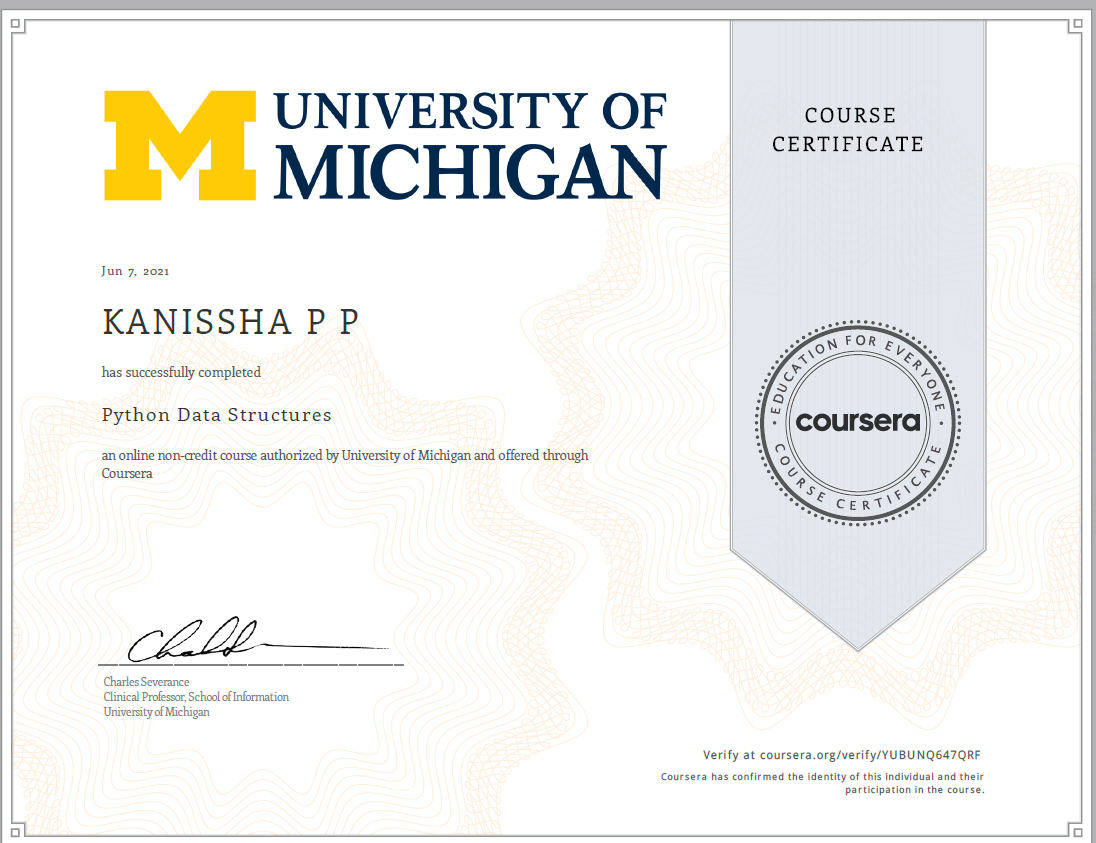 UNIVERSITY OF
MICHIGAN
COURSE
CERTIFICATE
Jun 7, 2021
KANISSHA P P
has successfully completed
Python Data Structures
an online non-credit course authorized by University of Michigan and offered through
Coursera
EDUCATION FOR EVERYONE
coursera
COURSE CERTIFICATE
Charles Severance
Clinical Professor, School of Information
University of Michigan
Verify at coursera.org/verify/YUBUNQ647QRF
Coursera has confirmed the identity of this individual and their
participation in the course.